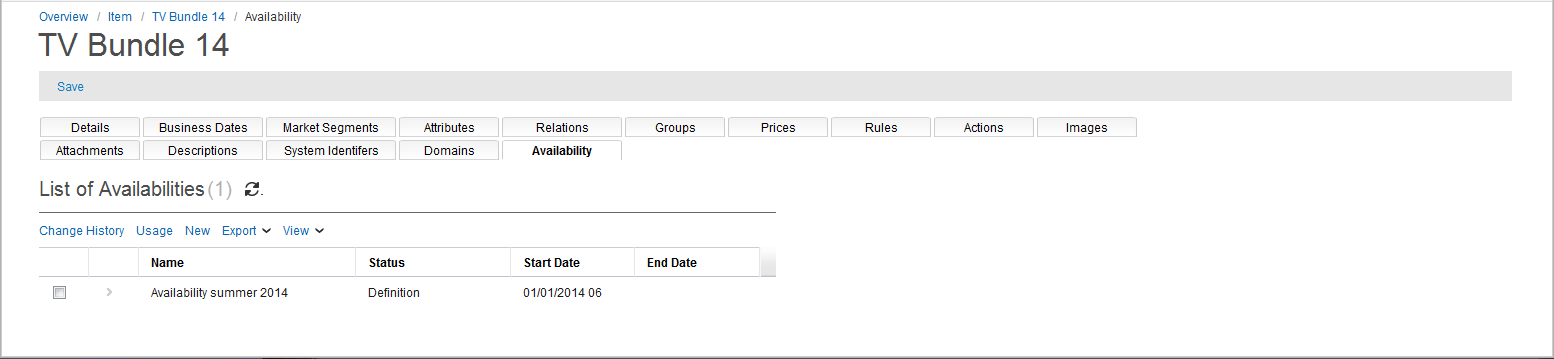 Overview / Item / TV Bundle 14 / Availability
TV Bundle 14
Save
Details Business Dates Market Segments Attributes Relations Groups Prices Rules Actions Images
Attachments Descriptions System Identifers Domains Availability
List of Availabilities (1)
Change History Usage New Export View
Name Status Start Date End Date
Availability summer 2014 Definition 01/01/2014 06